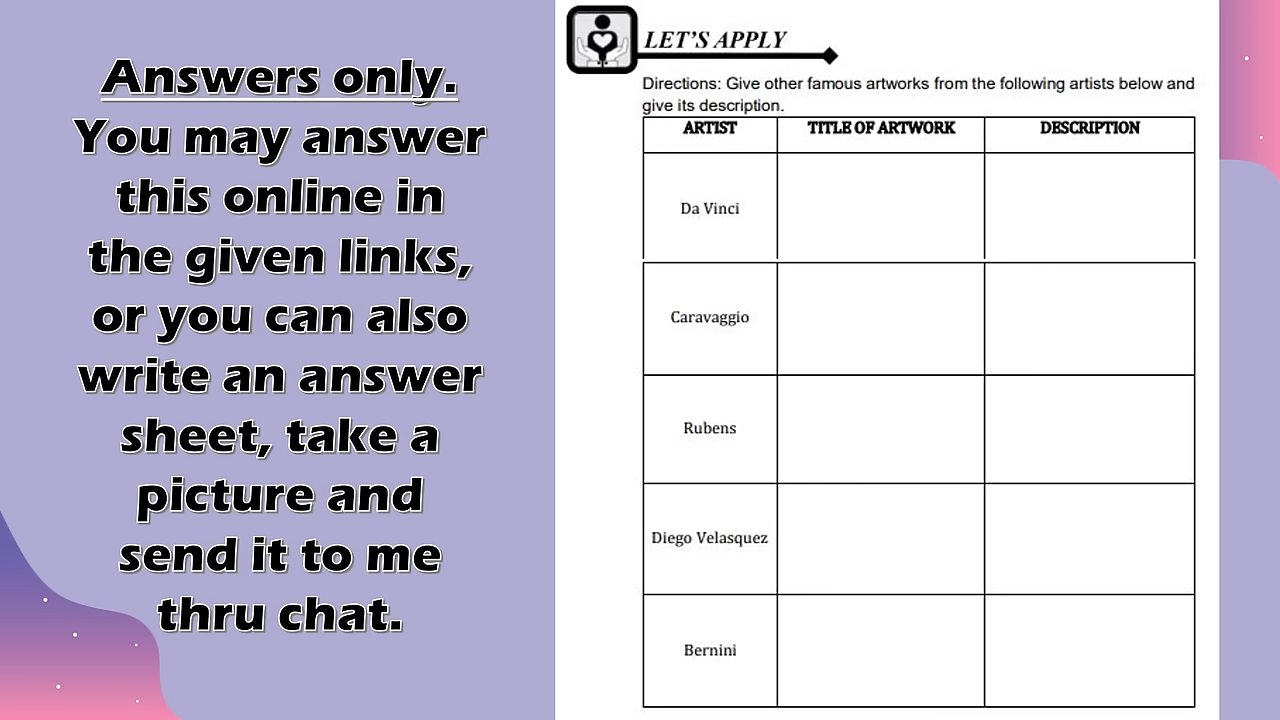 Answers only.
You may answer
this online in
the given links,
or you can also
write an answer
sheet, take a
picture and
send it to me
thru chat.
LET'S APPLY
Directions: Give other famous artworks from the following artists below and
give its description.
ARTIST TITLE OF ARTWORK DESCRIPTION
Da Vinci
Caravaggio
Rubens
Diego Velasquez
Bernini